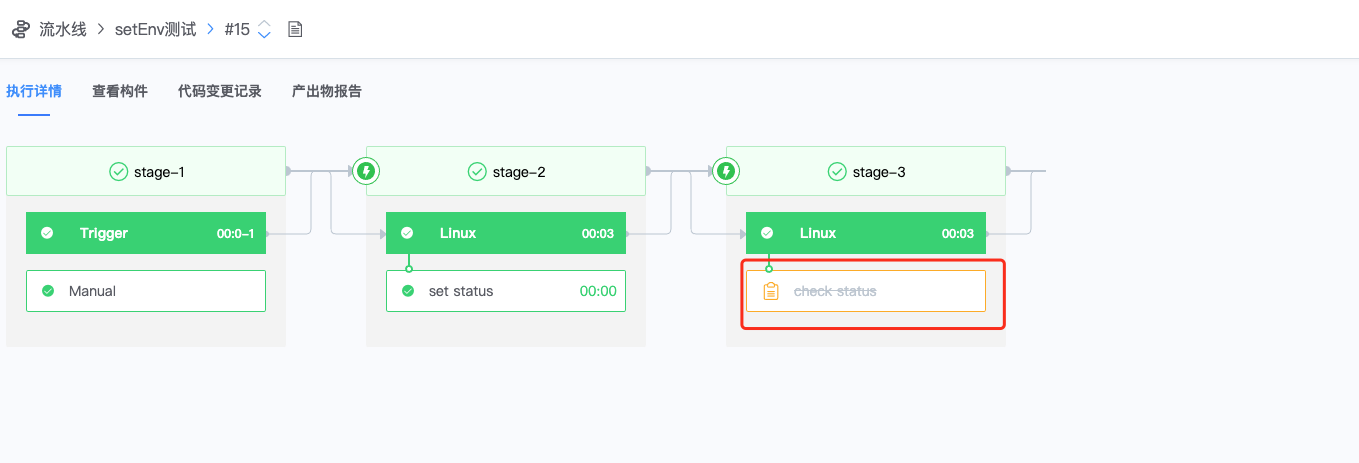 流水线 > setEnv测试 > #15
执行详情 查看构件 代码变更记录 产出物报告
stage-1 stage-2 stage-3
Trigger 00:0-1 Linux 00:03 Linux 00:03
Manual set status 00:00 check status